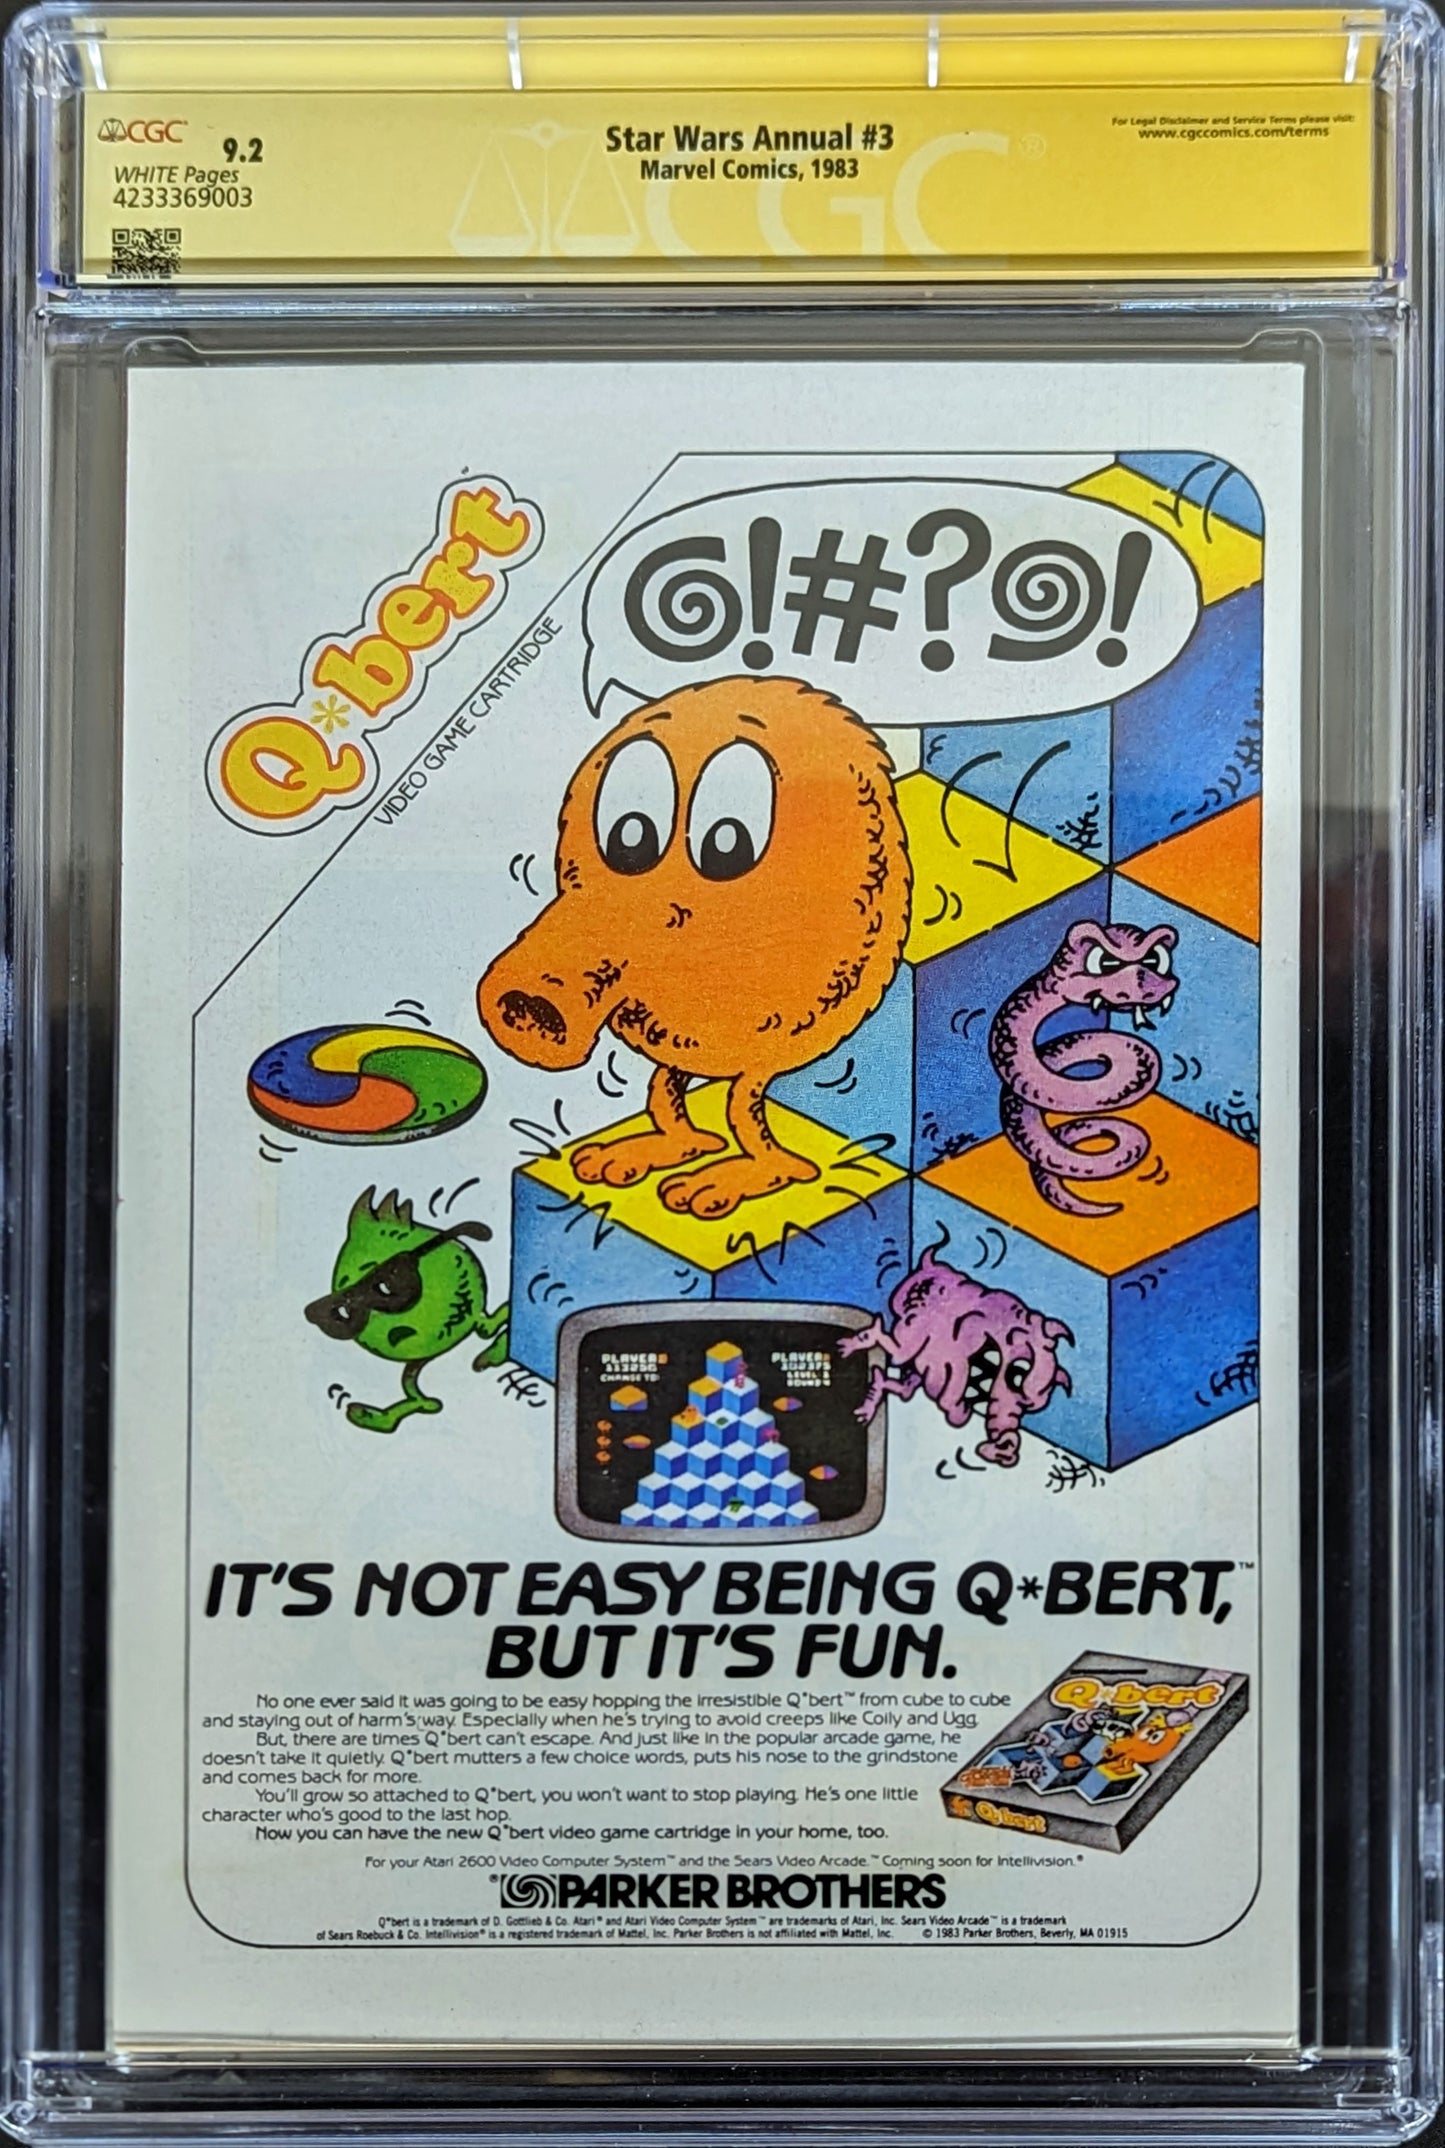 CGC
9.2
WHITE Pages
4233369003
Star Wars Annual #3
Marvel Comics, 1983
For Legal Disclaimer and Service Terms please visit:
www.cgccomics.com/terms
CGC®
Q*bert™
VIDEO GAME CARTRIDGE
@!#?@!
PLAYER
CHANGE TO:
PLAYER
LEVEL:
ROUND:
IT'S NOT EASY BEING Q*BERT,™
BUT IT'S FUN.
No one ever said it was going to be easy hopping the irresistible Q*bert™ from cube to cube
and staying out of harm's way. Especially when he's trying to avoid creeps like Coily and Ugg.
But, there are times Q*bert can't escape. And just like in the popular arcade game, he
doesn't take it quietly. Q*bert mutters a few choice words, puts his nose to the grindstone
and comes back for more.
You'll grow so attached to Q*bert, you won't want to stop playing. He's one little
character who's good to the last hop.
Now you can have the new Q*bert video game cartridge in your home, too.
Q*bert
Q*bert
For your Atari 2600 Video Computer System™ and the Sears Video Arcade.™ Coming soon for Intellivision.®
PARKER BROTHERS
Q*bert is a trademark of D. Gottlieb & Co. Atari® and Atari Video Computer System™ are trademarks of Atari, Inc. Sears Video Arcade™ is a trademark
of Sears Roebuck & Co. Intellivision® is a registered trademark of Mattel, Inc. Parker Brothers is not affiliated with Mattel, Inc. © 1983 Parker Brothers, Beverly, MA 01915